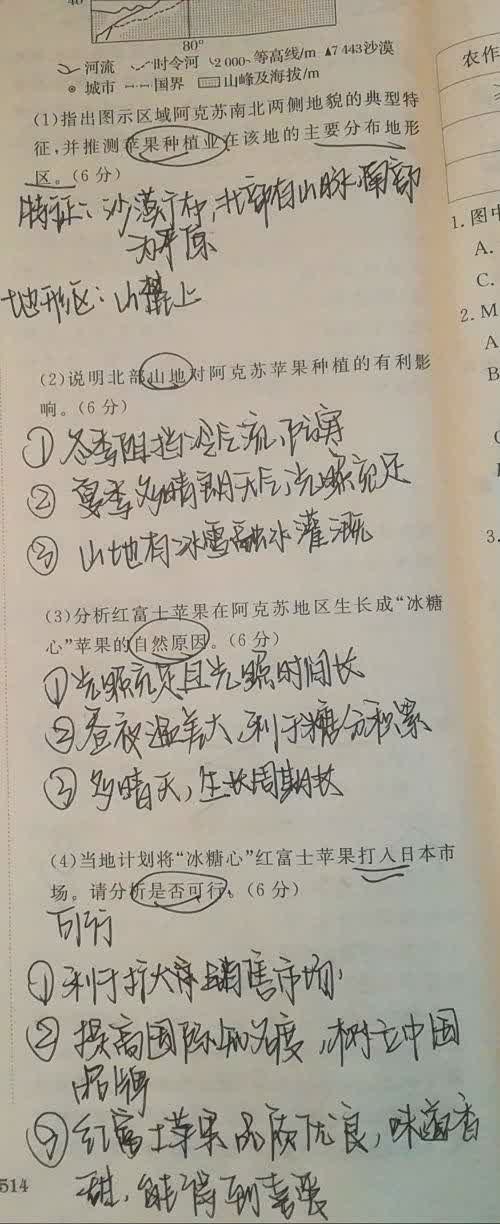 40
80°
农作
河流 时令河 2 000 等高线/m ▲7 443 沙漠
城市 国界 山峰及海拔/m
(1)指出图示区域阿克苏南北两侧地貌的典型特
征,并推测苹果种植业在该地的主要分布地形
区。(6分)
特征:沙漠广布,北部有山脉,南部
为平原
地形区:山麓上
1.图中
A.
C.
2.M
A
B
(2)说明北部山地对阿克苏苹果种植的有利影
响。(6分)
①冬季阻挡冷气流,防冻害
②夏季多晴朗天气,光照充足
③山地有冰雪融水灌溉
3.
(3)分析红富士苹果在阿克苏地区生长成“冰糖
心”苹果的自然原因。(6分)
①光照充足且光照时间长
②昼夜温差大,利于糖分积累
③多晴天,生长周期长
(4)当地计划将“冰糖心”红富士苹果打入日本市
场。请分析是否可行。(6分)
可行
①利于扩大海上销售市场
②提高国际知名度,树立中国
品牌
③红富士苹果品质优良,味道香
甜,能得到喜爱
514